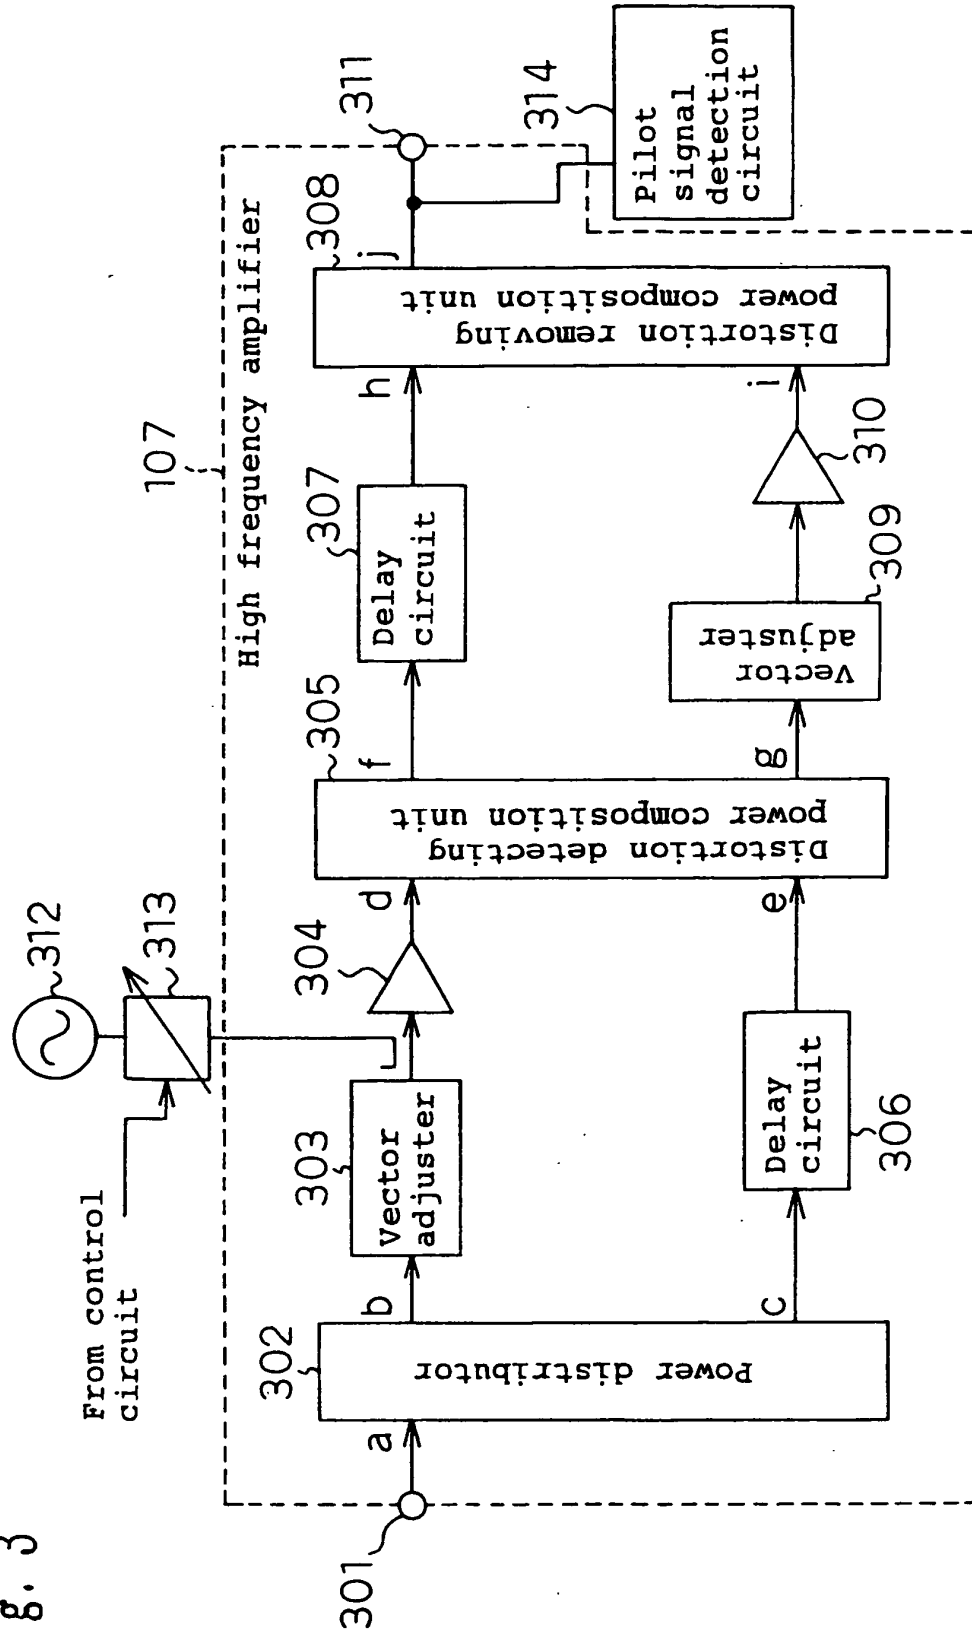 g. 3
From control
circuit
312
313
107
High frequency amplifier
301
a
302
Power distributor
b
c
303
Vector
adjuster
304
306
Delay
circuit
d
e
305
Distortion detecting
power composition unit
f
g
307
Delay
circuit
309
Vector
adjuster
310
h
i
308
Distortion removing
power composition unit
j
311
314
Pilot
signal
detection
circuit